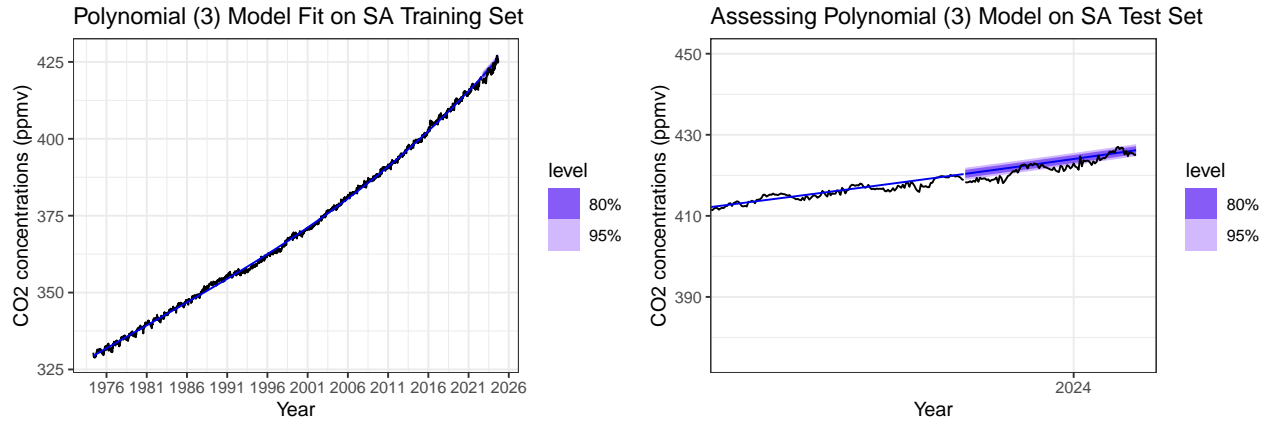 Polynomial (3) Model Fit on SA Training Set
425
400
375
350
325
1976 1981 1986 1991 1996 2001 2006 2011 2016 2021 2026
CO2 concentrations (ppmv)
Year
level
80%
95%
Assessing Polynomial (3) Model on SA Test Set
450
430
410
390
2024
CO2 concentrations (ppmv)
Year
level
80%
95%